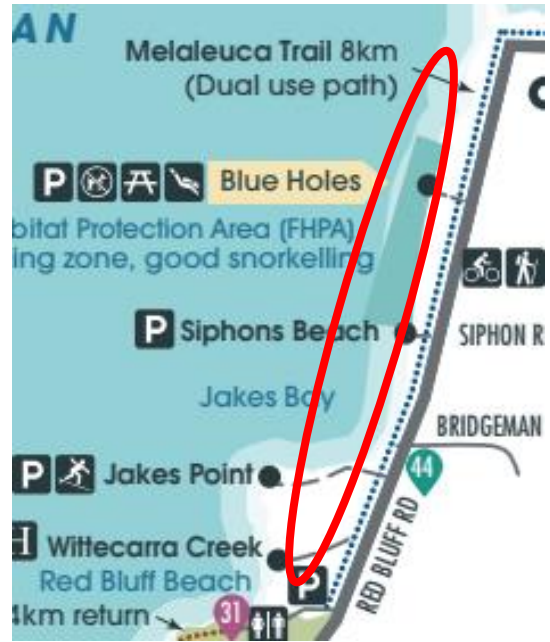 AN
Melaleuca Trail 8km
(Dual use path)
P Blue Holes
bitat Protection Area (FHPA)
ing zone, good snorkelling
P Siphons Beach
SIPHON R
Jakes Bay
BRIDGEMAN
P Jakes Point
44
H Wittecarra Creek
RED BLUFF RD
Red Bluff Beach
P
4km return
31